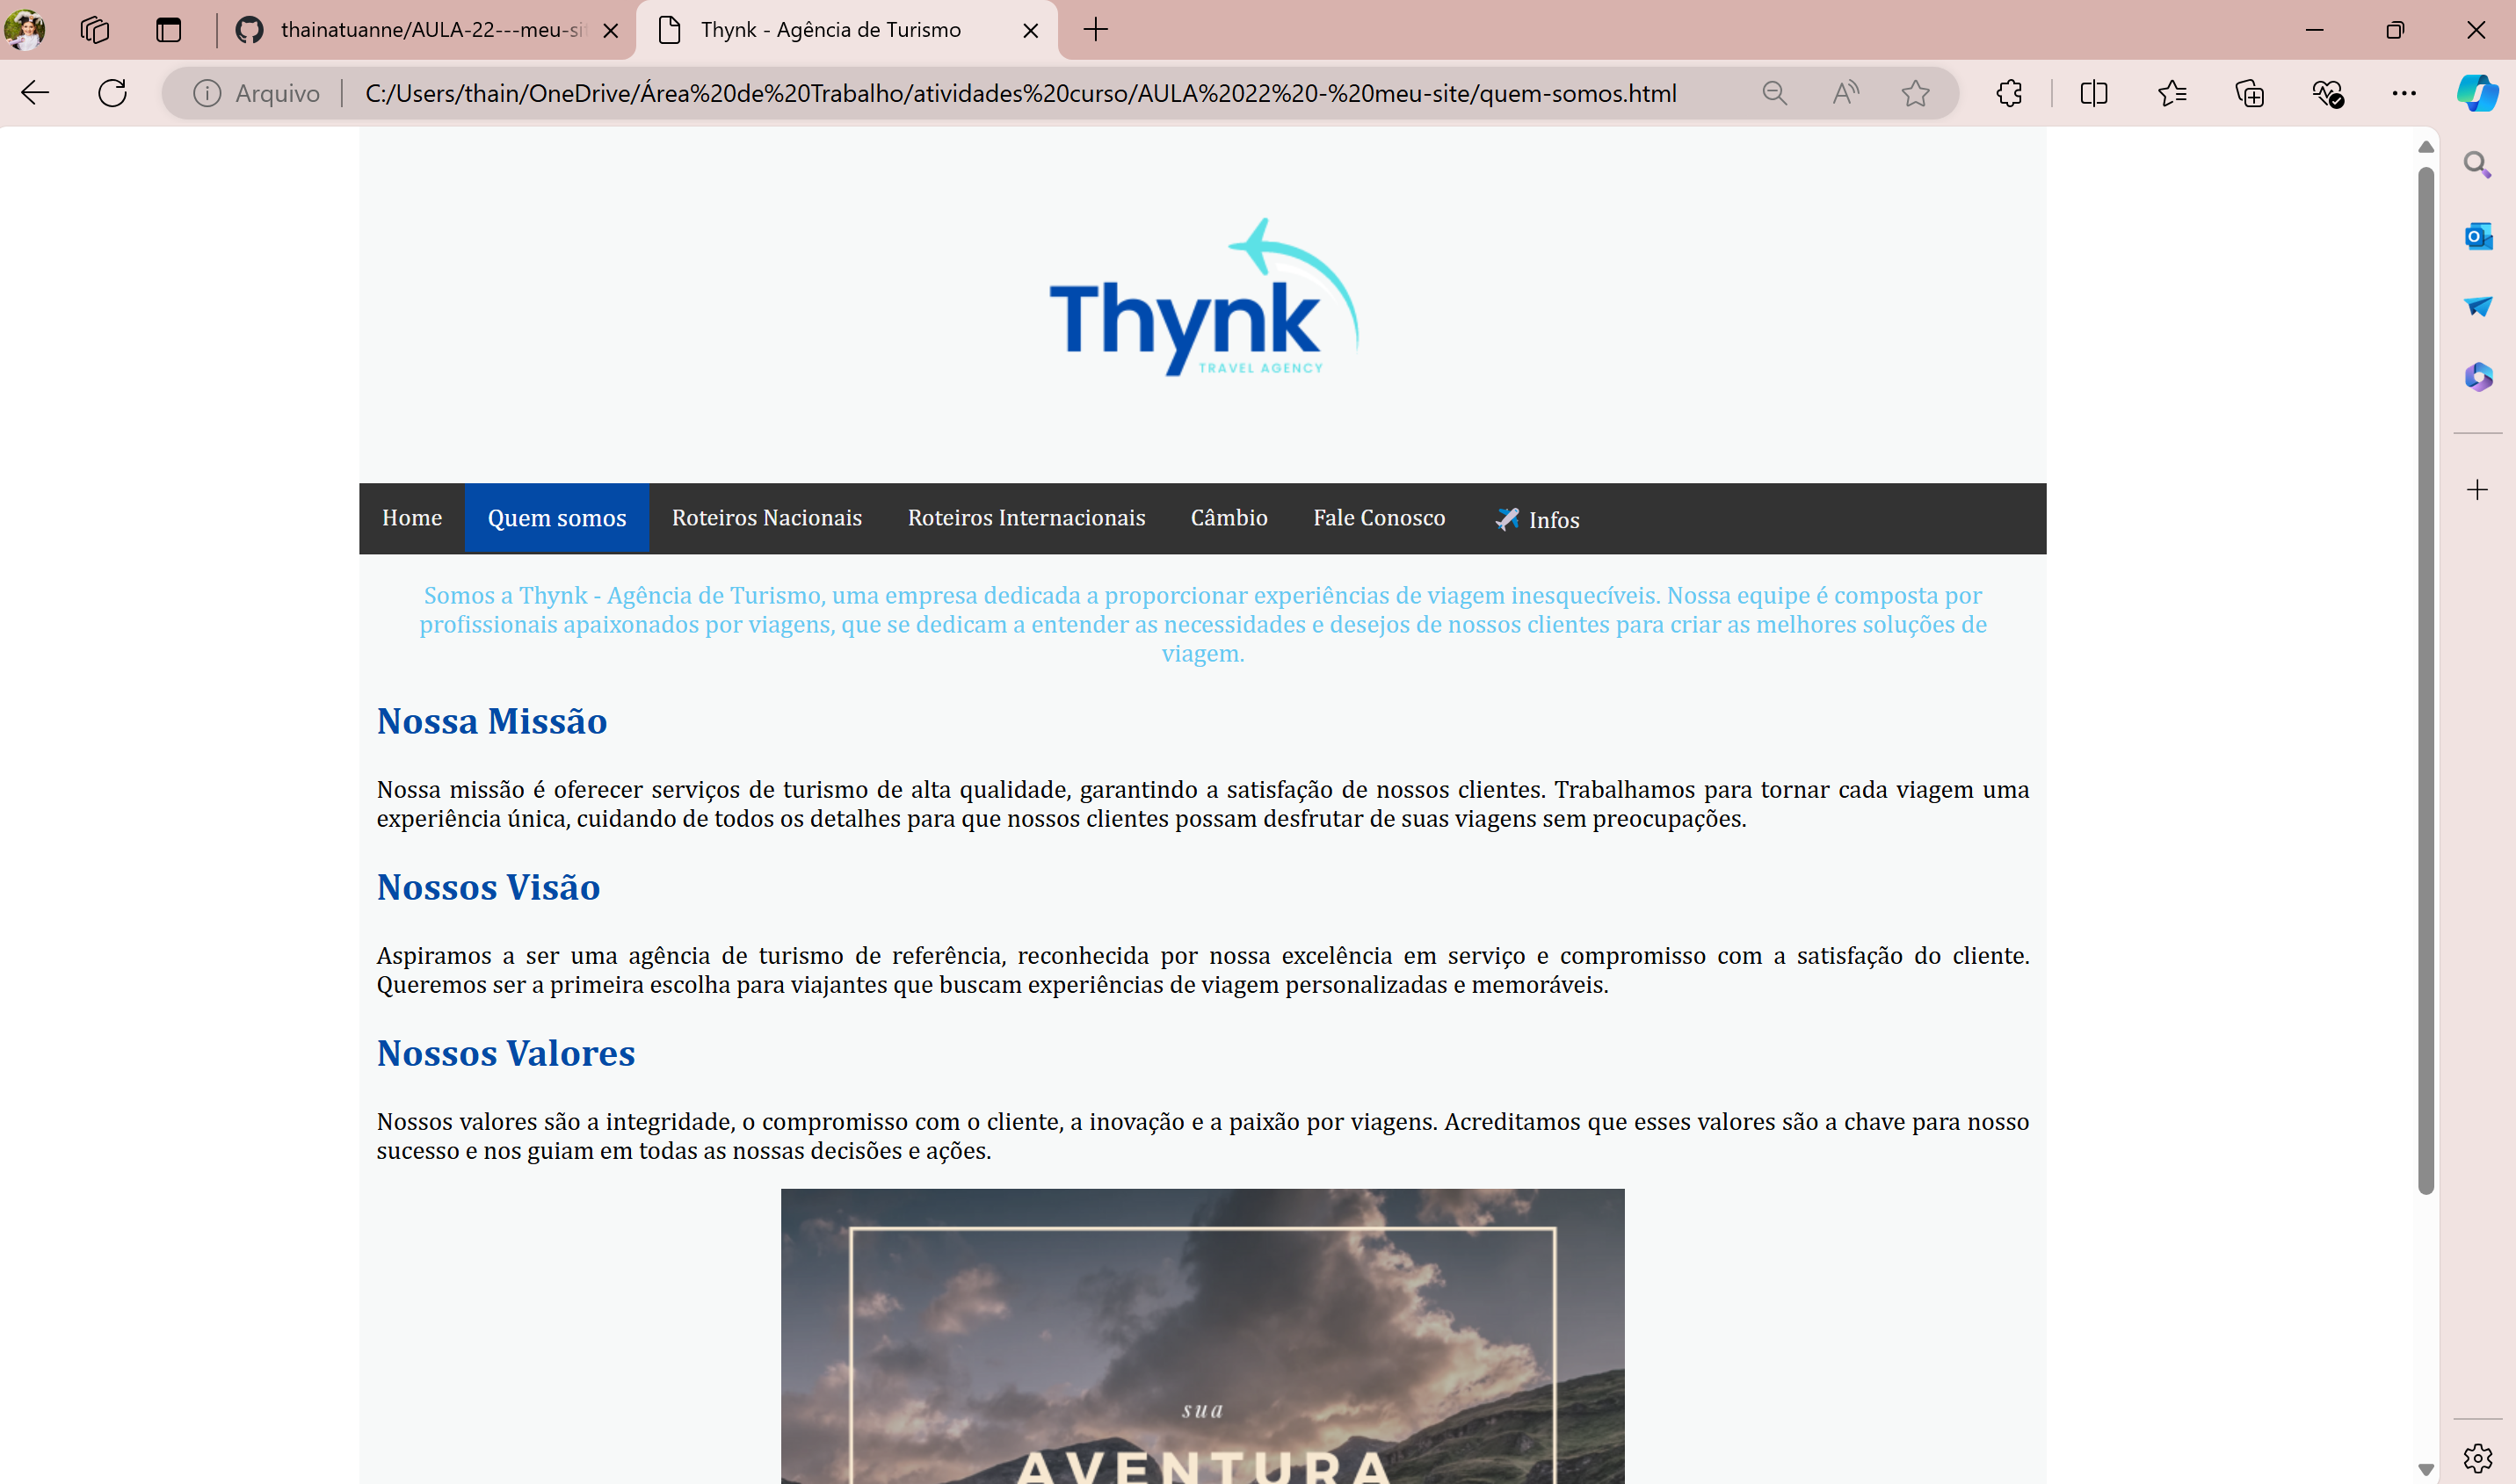 thainatuanne/AULA-22---meu-si
Thynk - Agência de Turismo
Arquivo
C:/Users/thain/OneDrive/Área%20de%20Trabalho/atividades%20curso/AULA%2022%20-%20meu-site/quem-somos.html
Thynk
TRAVEL AGENCY
Home Quem somos Roteiros Nacionais Roteiros Internacionais Câmbio Fale Conosco ✈️ Infos
Somos a Thynk - Agência de Turismo, uma empresa dedicada a proporcionar experiências de viagem inesquecíveis. Nossa equipe é composta por
profissionais apaixonados por viagens, que se dedicam a entender as necessidades e desejos de nossos clientes para criar as melhores soluções de
viagem.
Nossa Missão
Nossa missão é oferecer serviços de turismo de alta qualidade, garantindo a satisfação de nossos clientes. Trabalhamos para tornar cada viagem uma
experiência única, cuidando de todos os detalhes para que nossos clientes possam desfrutar de suas viagens sem preocupações.
Nossos Visão
Aspiramos a ser uma agência de turismo de referência, reconhecida por nossa excelência em serviço e compromisso com a satisfação do cliente.
Queremos ser a primeira escolha para viajantes que buscam experiências de viagem personalizadas e memoráveis.
Nossos Valores
Nossos valores são a integridade, o compromisso com o cliente, a inovação e a paixão por viagens. Acreditamos que esses valores são a chave para nosso
sucesso e nos guiam em todas as nossas decisões e ações.
sua
AVENTURA